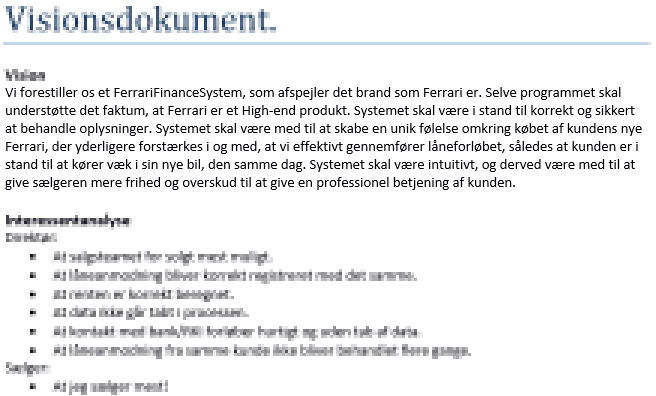 Visionsdokument.
Vision
Vi forestiller os et FerrariFinanceSystem, som afspejler det brand som Ferrari er. Selve programmet skal
understøtte det faktum, at Ferrari er et High-end produkt. Systemet skal være i stand til korrekt og sikkert
at behandle oplysninger. Systemet skal være med til at skabe en unik følelse omkring købet af kundens nye
Ferrari, der yderligere forstærkes i og med, at vi effektivt gennemfører låneforløbet, således at kunden er i
stand til at kører væk i sin nye bil, den samme dag. Systemet skal være intuitivt, og derved være med til at
give sælgeren mere frihed og overskud til at give en professionel betjening af kunden.
Interessentanalyse
Direktør:
At salgsteamet for solgt mest muligt.
At låneanmodning bliver korrekt registreret med det samme.
At renten er korrekt beregnet.
At data ikke går tabt i processen.
At kontakt med bank/RKI forløber hurtigt og uden tab af data.
At låneanmodning fra samme kunde ikke bliver behandlet flere gange.
Sælger:
At jeg sælger mest!